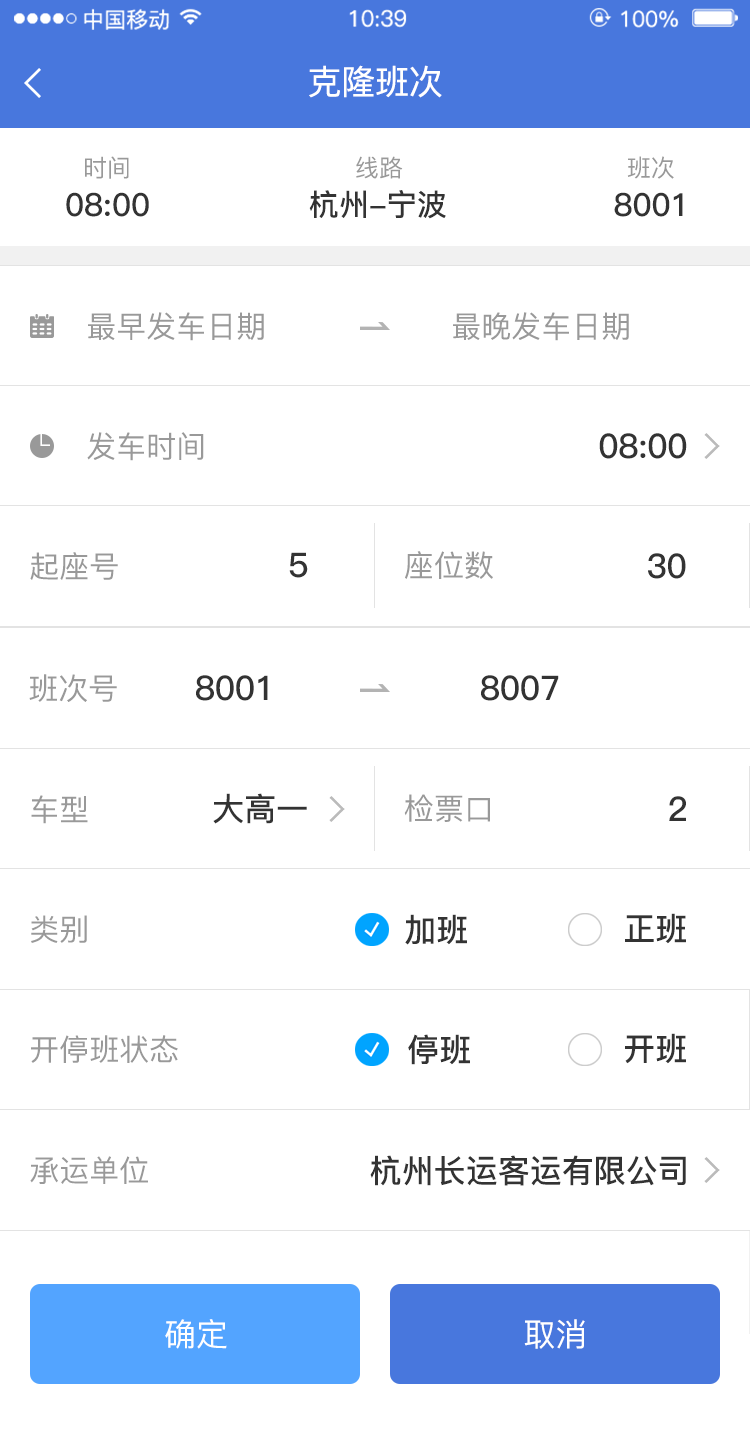 中国移动 10:39 100%
克隆班次
时间 线路 班次
08:00 杭州–宁波 8001
最早发车日期 最晚发车日期
发车时间 08:00
起座号 5 座位数 30
班次号 8001 8007
车型 大高一 检票口 2
类别 加班 正班
开停班状态 停班 开班
承运单位 杭州长运客运有限公司
确定 取消